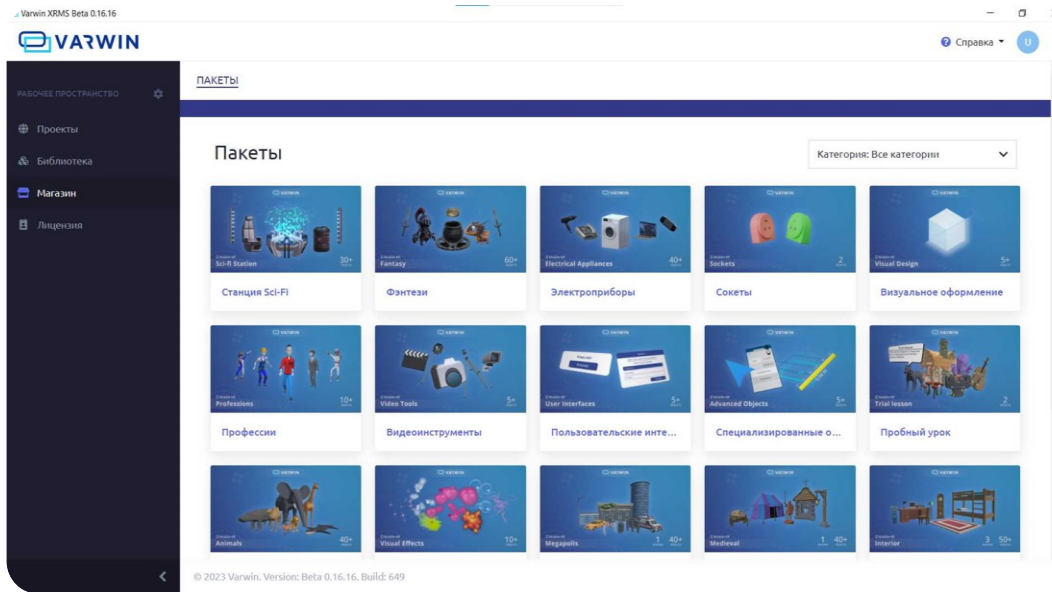 Varwin XRMS Beta 0.16.16
VARWIN
Справка
U
РАБОЧЕЕ ПРОСТРАНСТВО
Проекты
Библиотека
Магазин
Лицензия
ПАКЕТЫ
Пакеты
Категория: Все категории
Sci-fi Station 30+
Fantasy 60+
Electrical Appliances 40+
Sockets 2
Visual Design 5+
Станция Sci-Fi
Фэнтези
Электроприборы
Сокеты
Визуальное оформление
Professions 10+
Video Tools 5+
User Interfaces 5+
Advanced Objects 5+
Trial lesson 2
Профессии
Видеоинструменты
Пользовательские инте...
Специализированные о...
Пробный урок
Animals 40+
Visual Effects 10+
Megapolis 1 40+
Medieval 1 40+
Interior 3 50+
© 2023 Varwin. Version: Beta 0.16.16. Build: 649